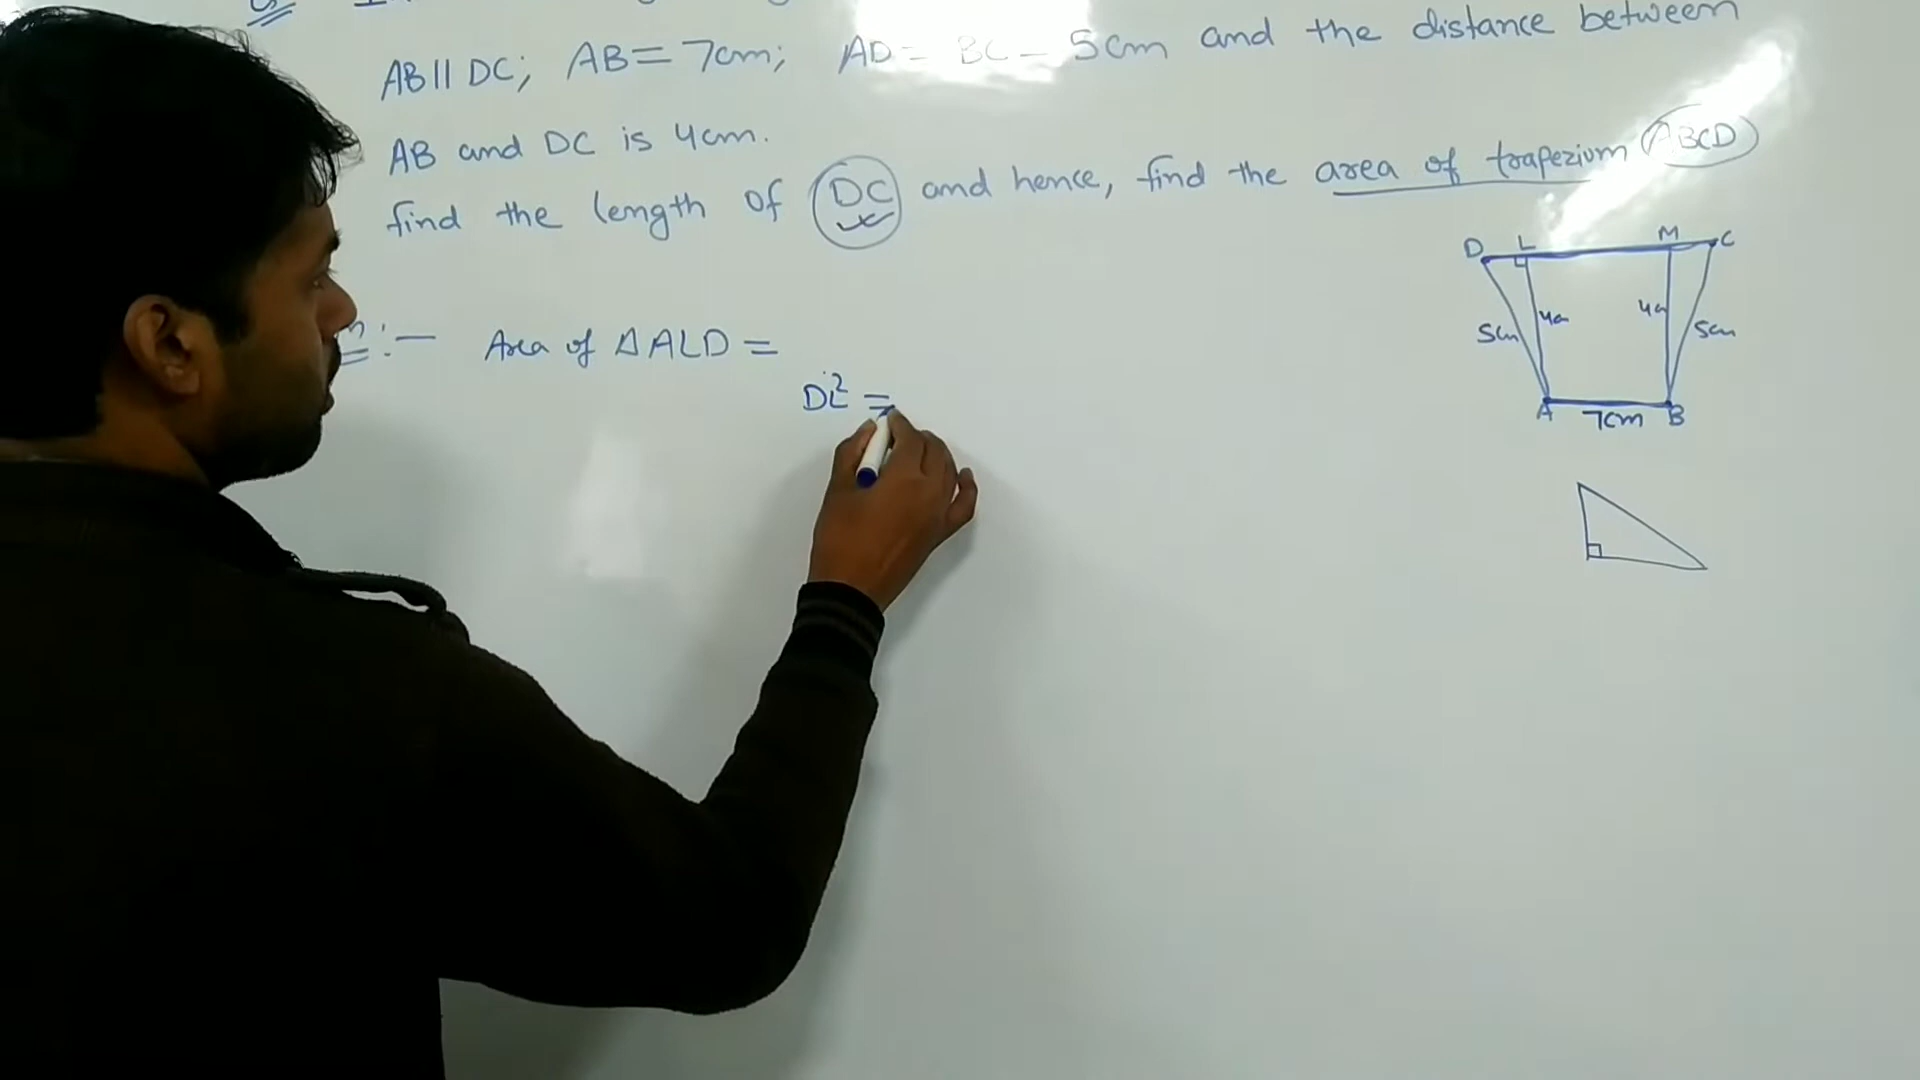 AB || DC; AB = 7cm; AD = BC = 5cm and the distance between
AB and DC is 4cm.
find the length of DC and hence, find the area of trapezium ABCD
:— Area of ΔALD =
DL² =
D L M C
5cm 4cm 4cm 5cm
A 7cm B